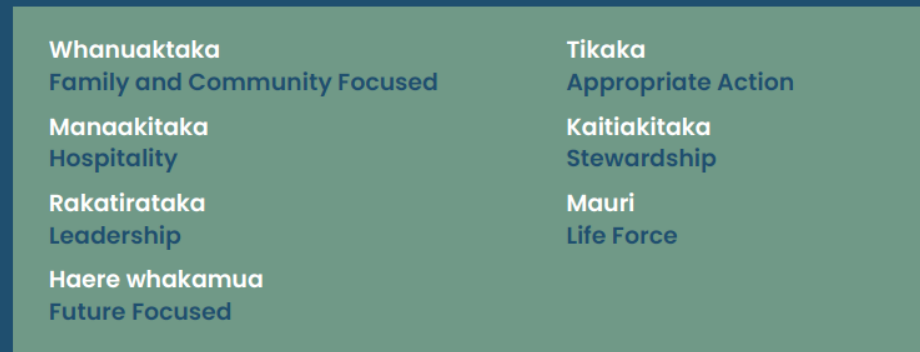 Whanuaktaka
Family and Community Focused
Manaakitaka
Hospitality
Rakatirataka
Leadership
Haere whakamua
Future Focused
Tikaka
Appropriate Action
Kaitiakitaka
Stewardship
Mauri
Life Force